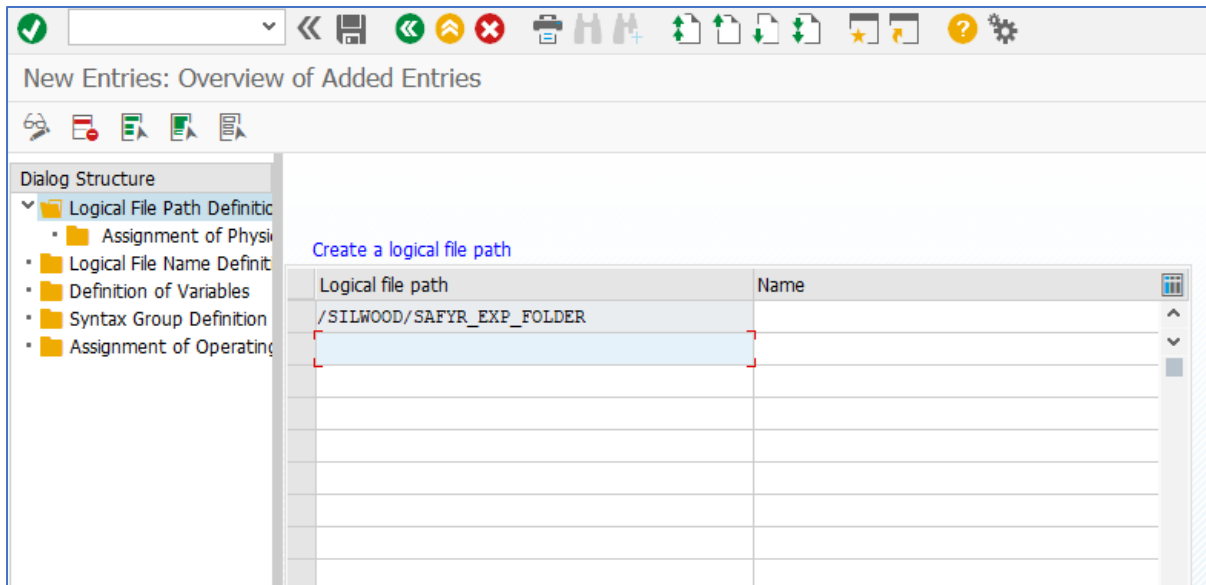 New Entries: Overview of Added Entries
Dialog Structure
Logical File Path Definitic
Assignment of Physi
Logical File Name Definit
Definition of Variables
Syntax Group Definition
Assignment of Operating
Create a logical file path
Logical file path Name
/SILWOOD/SAFYR_EXP_FOLDER